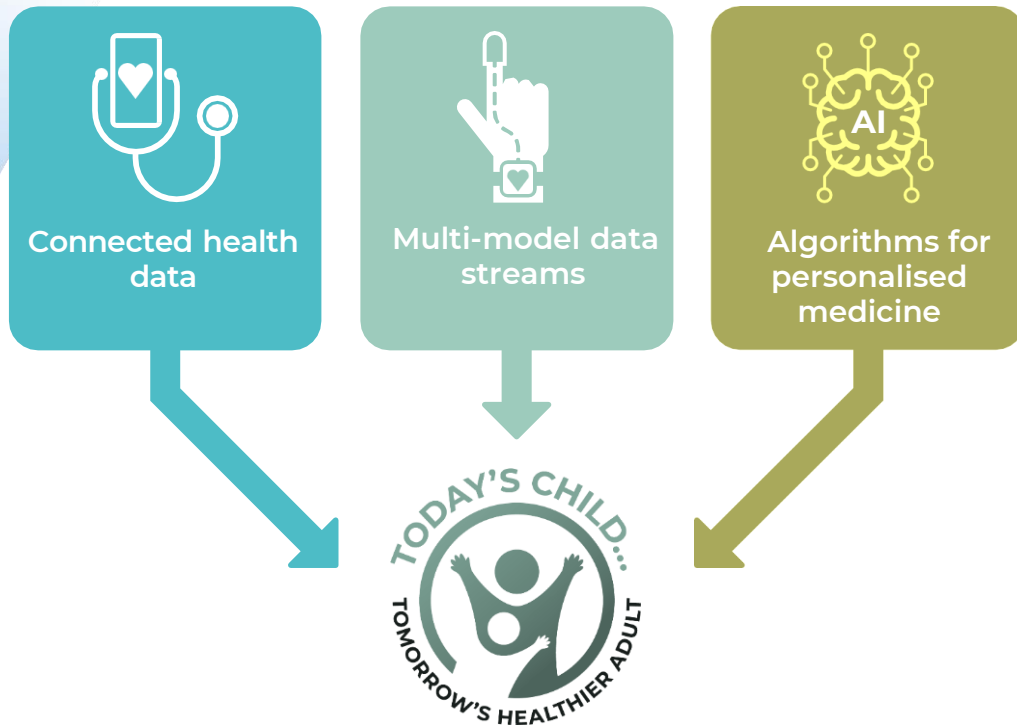 Connected health
data
Multi-model data
streams
AI
Algorithms for
personalised
medicine
TODAY'S CHILD...
TOMORROW'S HEALTHIER ADULT